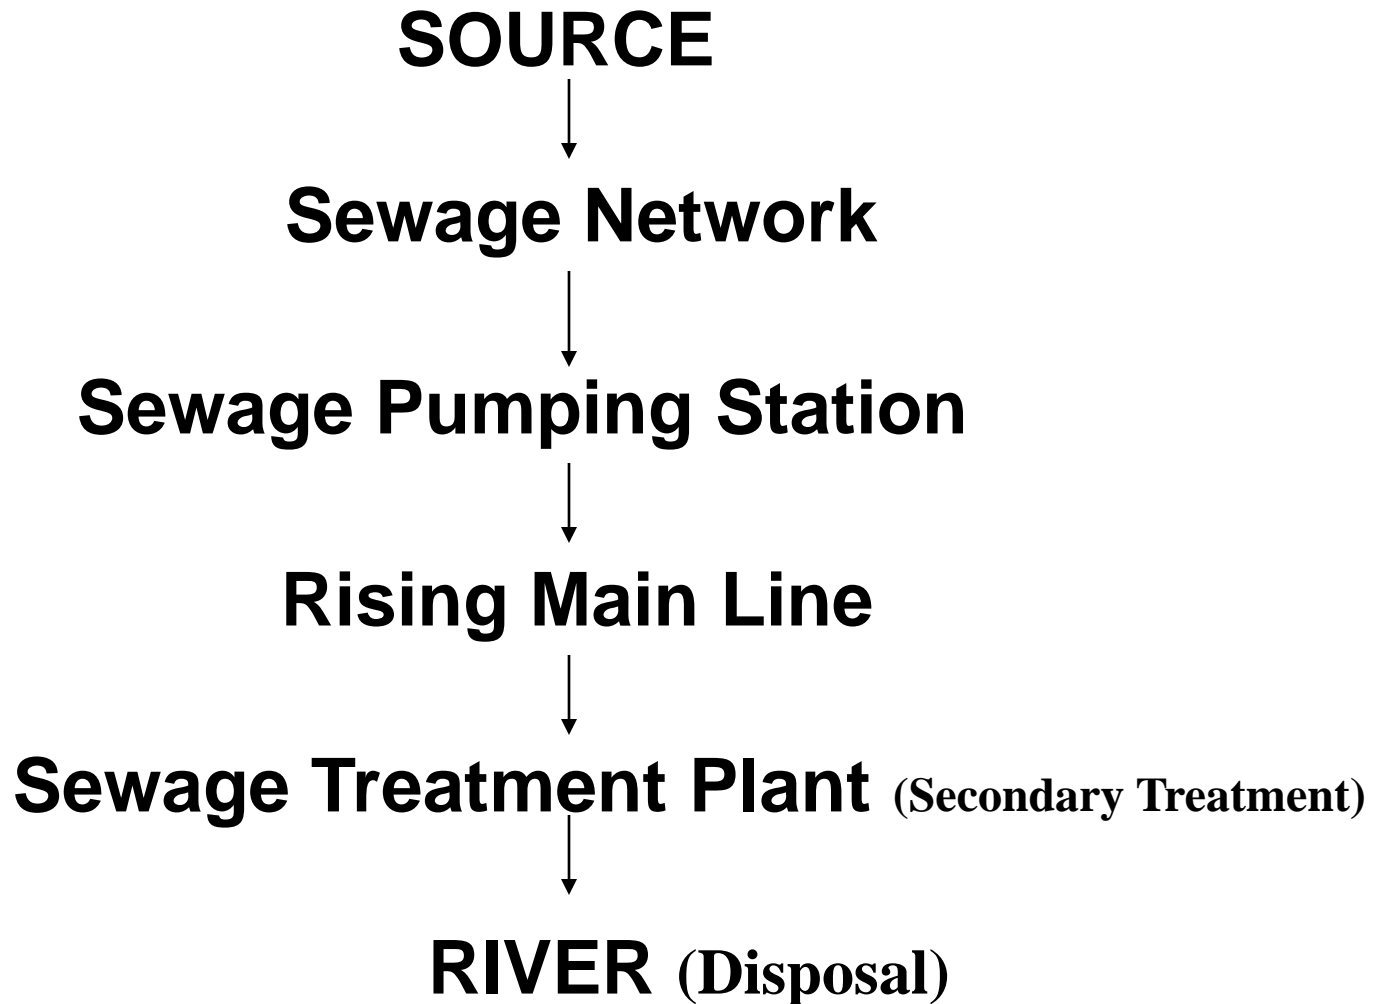 SOURCE
Sewage Network
Sewage Pumping Station
Rising Main Line
Sewage Treatment Plant (Secondary Treatment)
RIVER (Disposal)